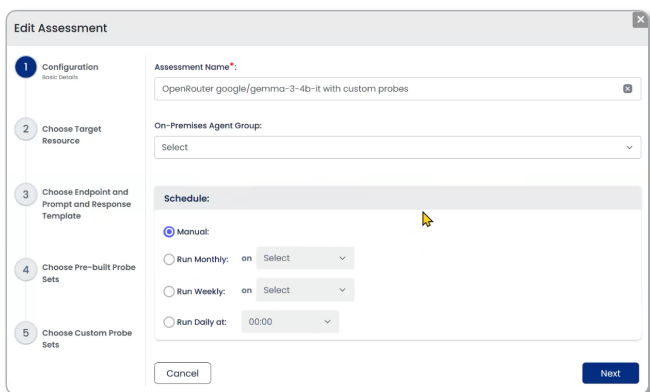 Edit Assessment
1
Configuration
Basic Details
2
Choose Target
Resource
3
Choose Endpoint and
Prompt and Response
Template
4
Choose Pre-built Probe
Sets
5
Choose Custom Probe
Sets
Assessment Name*:
OpenRouter google/gemma-3-4b-it with custom probes
On-Premises Agent Group:
Select
Schedule:
Manual:
Run Monthly: on Select
Run Weekly: on Select
Run Daily at: 00:00
Cancel
Next